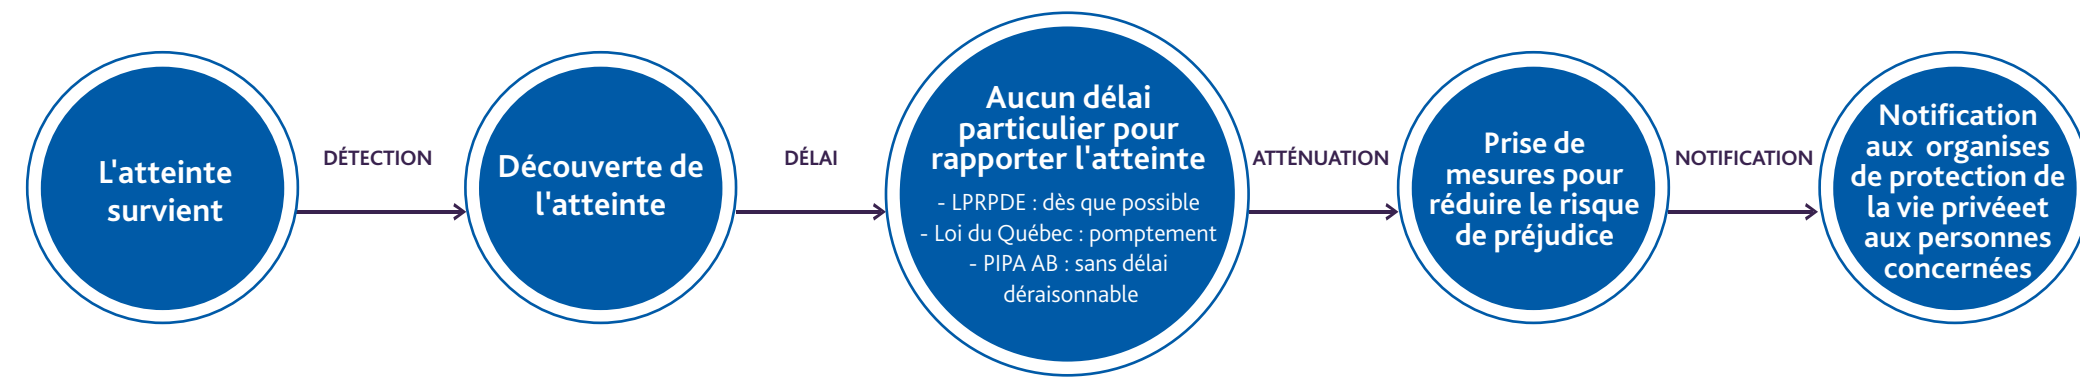 L'atteinte
survient
DÉTECTION
Découverte de
l'atteinte
DÉLAI
Aucun délai
particulier pour
rapporter l'atteinte
- LPRPDE : dès que possible
- Loi du Québec : pomptement
- PIPA AB : sans délai
déraisonnable
ATTÉNUATION
Prise de
mesures pour
réduire le risque
de préjudice
NOTIFICATION
Notification
aux organises
de protection de
la vie privéeet
aux personnes
concernées